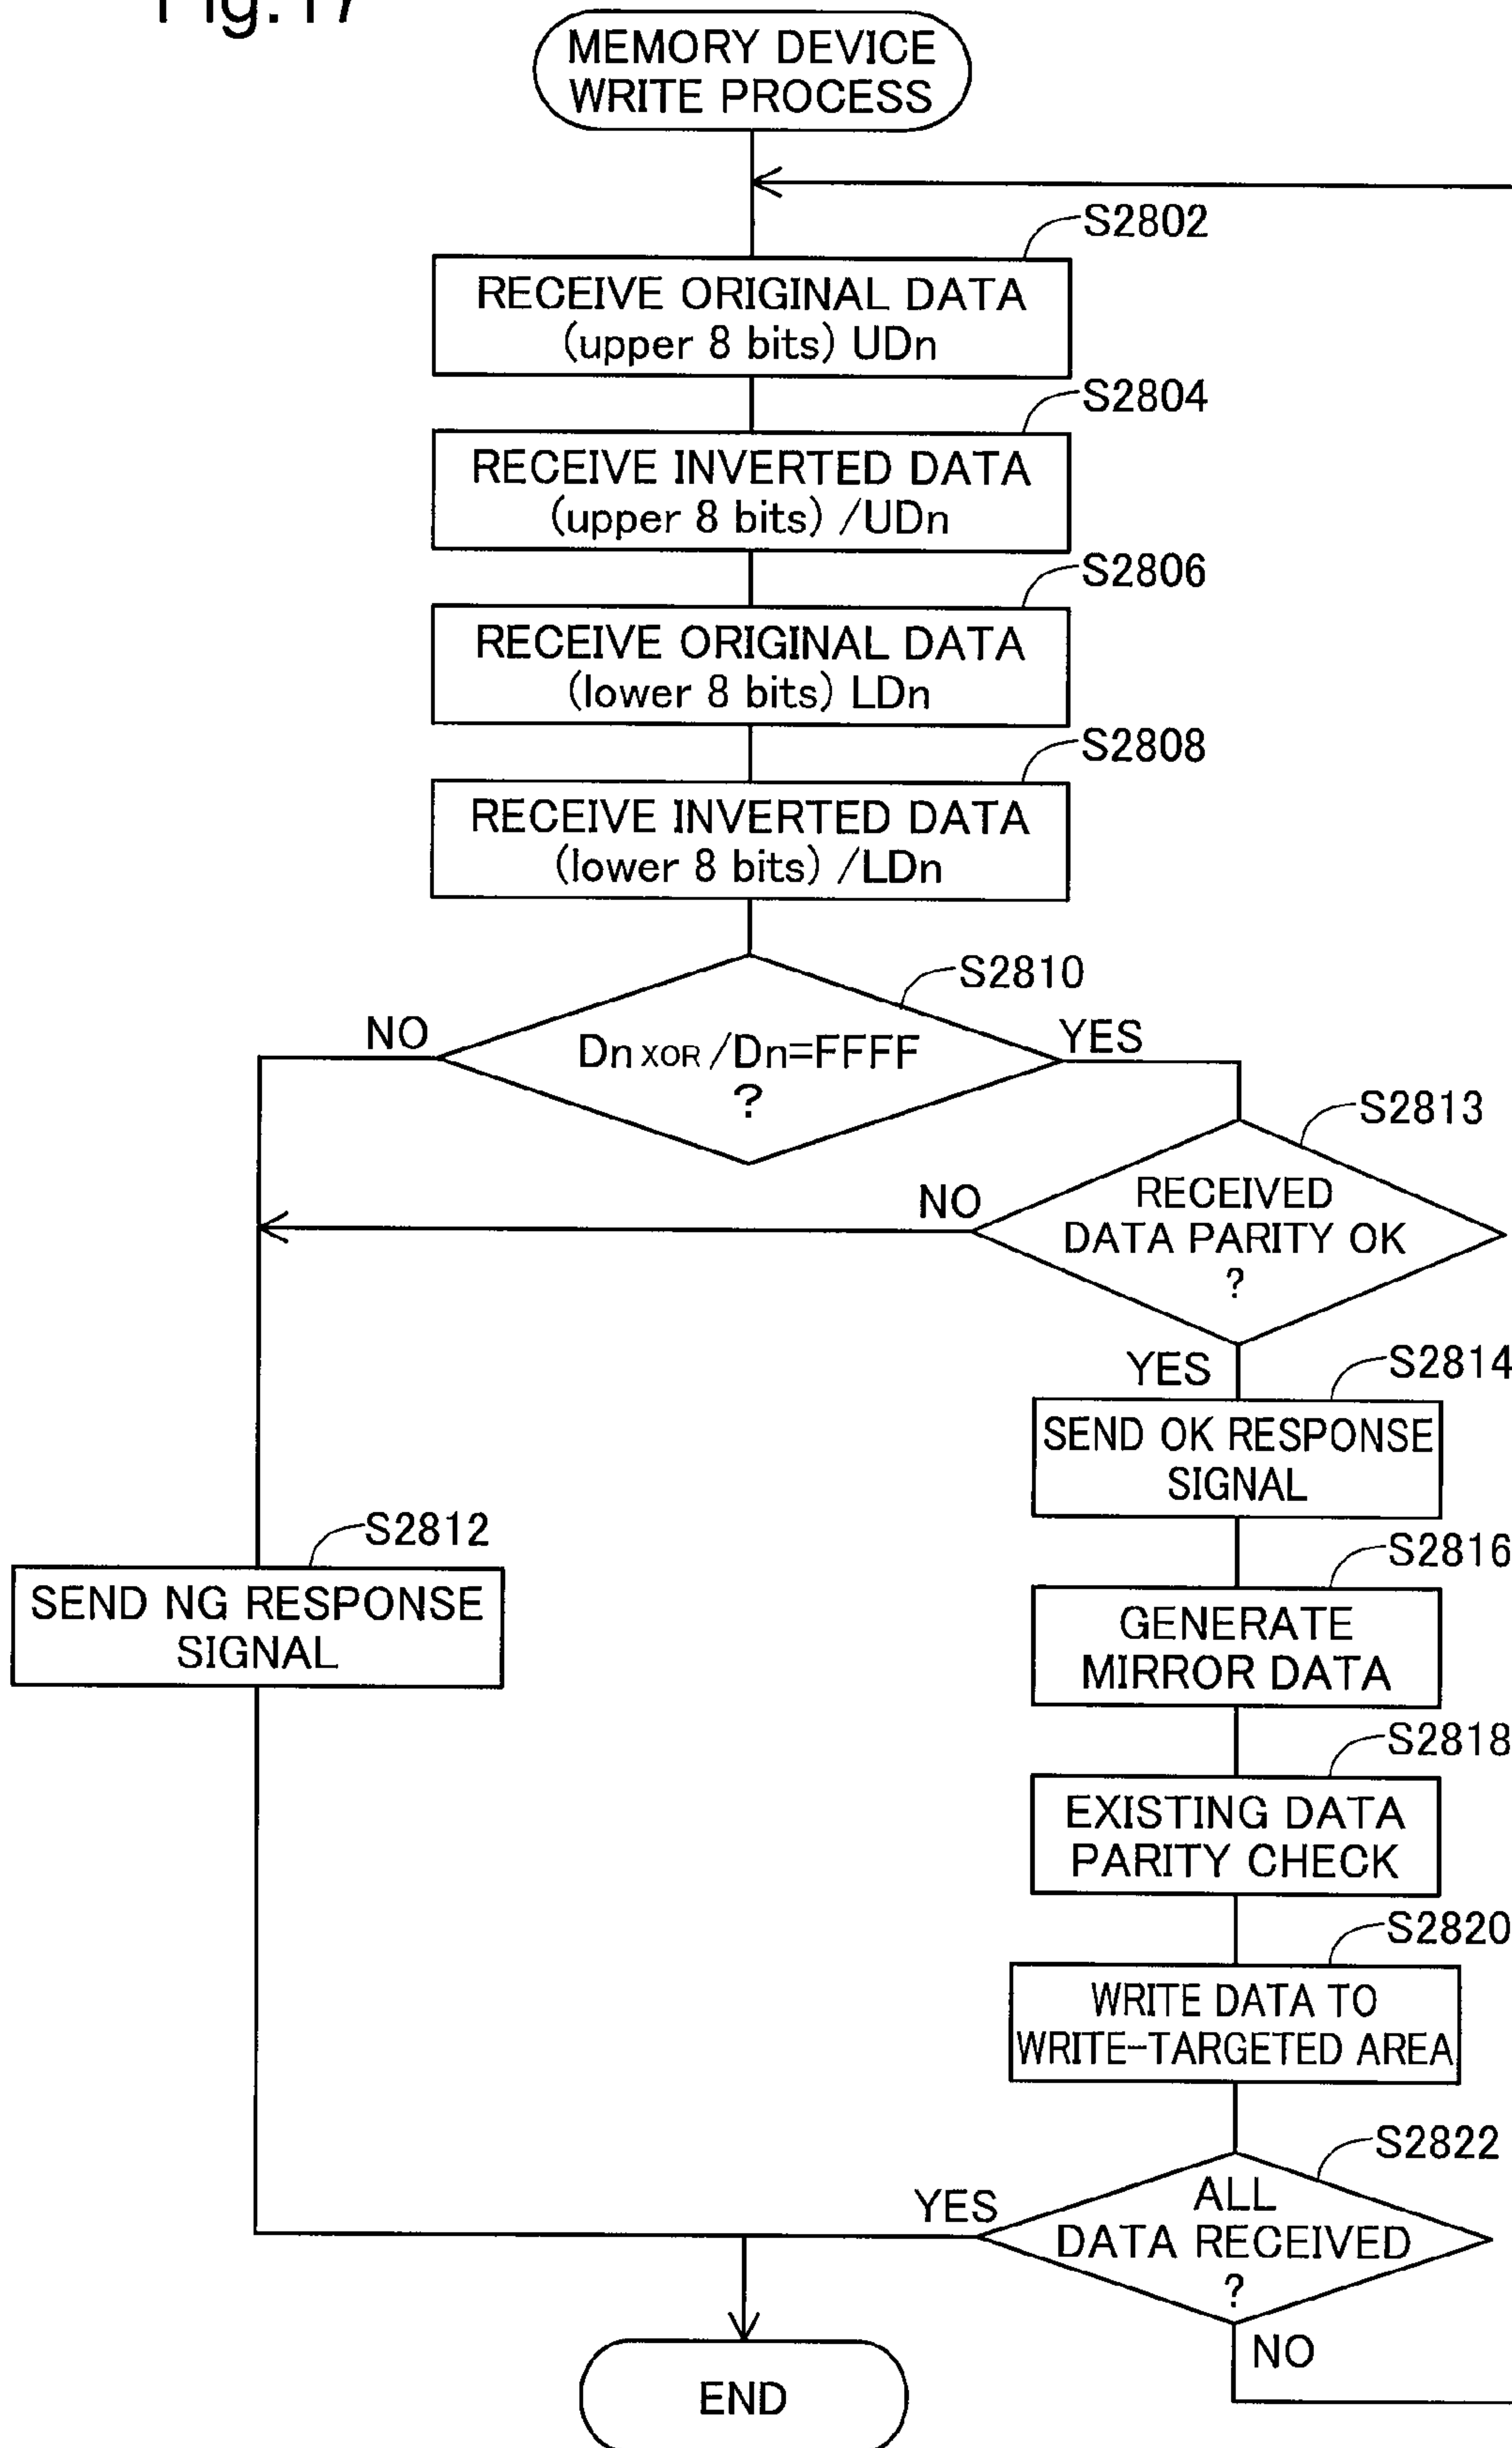 Fig.17
MEMORY DEVICE
WRITE PROCESS
S2802
RECEIVE ORIGINAL DATA
(upper 8 bits) UDn
S2804
RECEIVE INVERTED DATA
(upper 8 bits) /UDn
S2806
RECEIVE ORIGINAL DATA
(lower 8 bits) LDn
S2808
RECEIVE INVERTED DATA
(lower 8 bits) /LDn
S2810
NO
Dn XOR /Dn=FFFF
?
YES
S2813
NO
RECEIVED
DATA PARITY OK
?
YES
S2814
SEND OK RESPONSE
SIGNAL
S2812
SEND NG RESPONSE
SIGNAL
S2816
GENERATE
MIRROR DATA
S2818
EXISTING DATA
PARITY CHECK
S2820
WRITE DATA TO
WRITE-TARGETED AREA
S2822
YES
ALL
DATA RECEIVED
?
NO
END